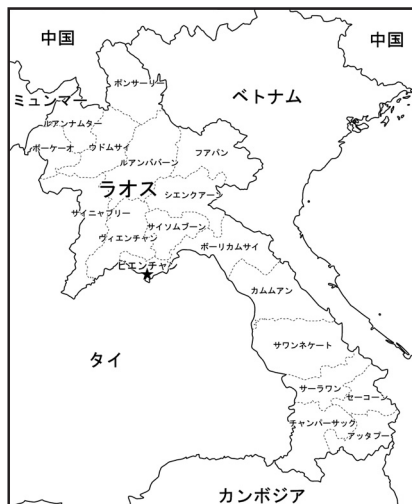 中国
中国
ポンサーリー
ミュンマー
ベトナム
ルアンナムター
ボーケーオ
ウドムサイ
ルアンパバーン
フアパン
ラオス
シエンクアーン
サイニャブリー
サイソムブーン
ヴィエンチャン
ボーリカムサイ
ビエンチャン
カムムアン
サワンネケート
タイ
サーラワン
セーコーン
チャンパーサック
アッタプー
カンボジア